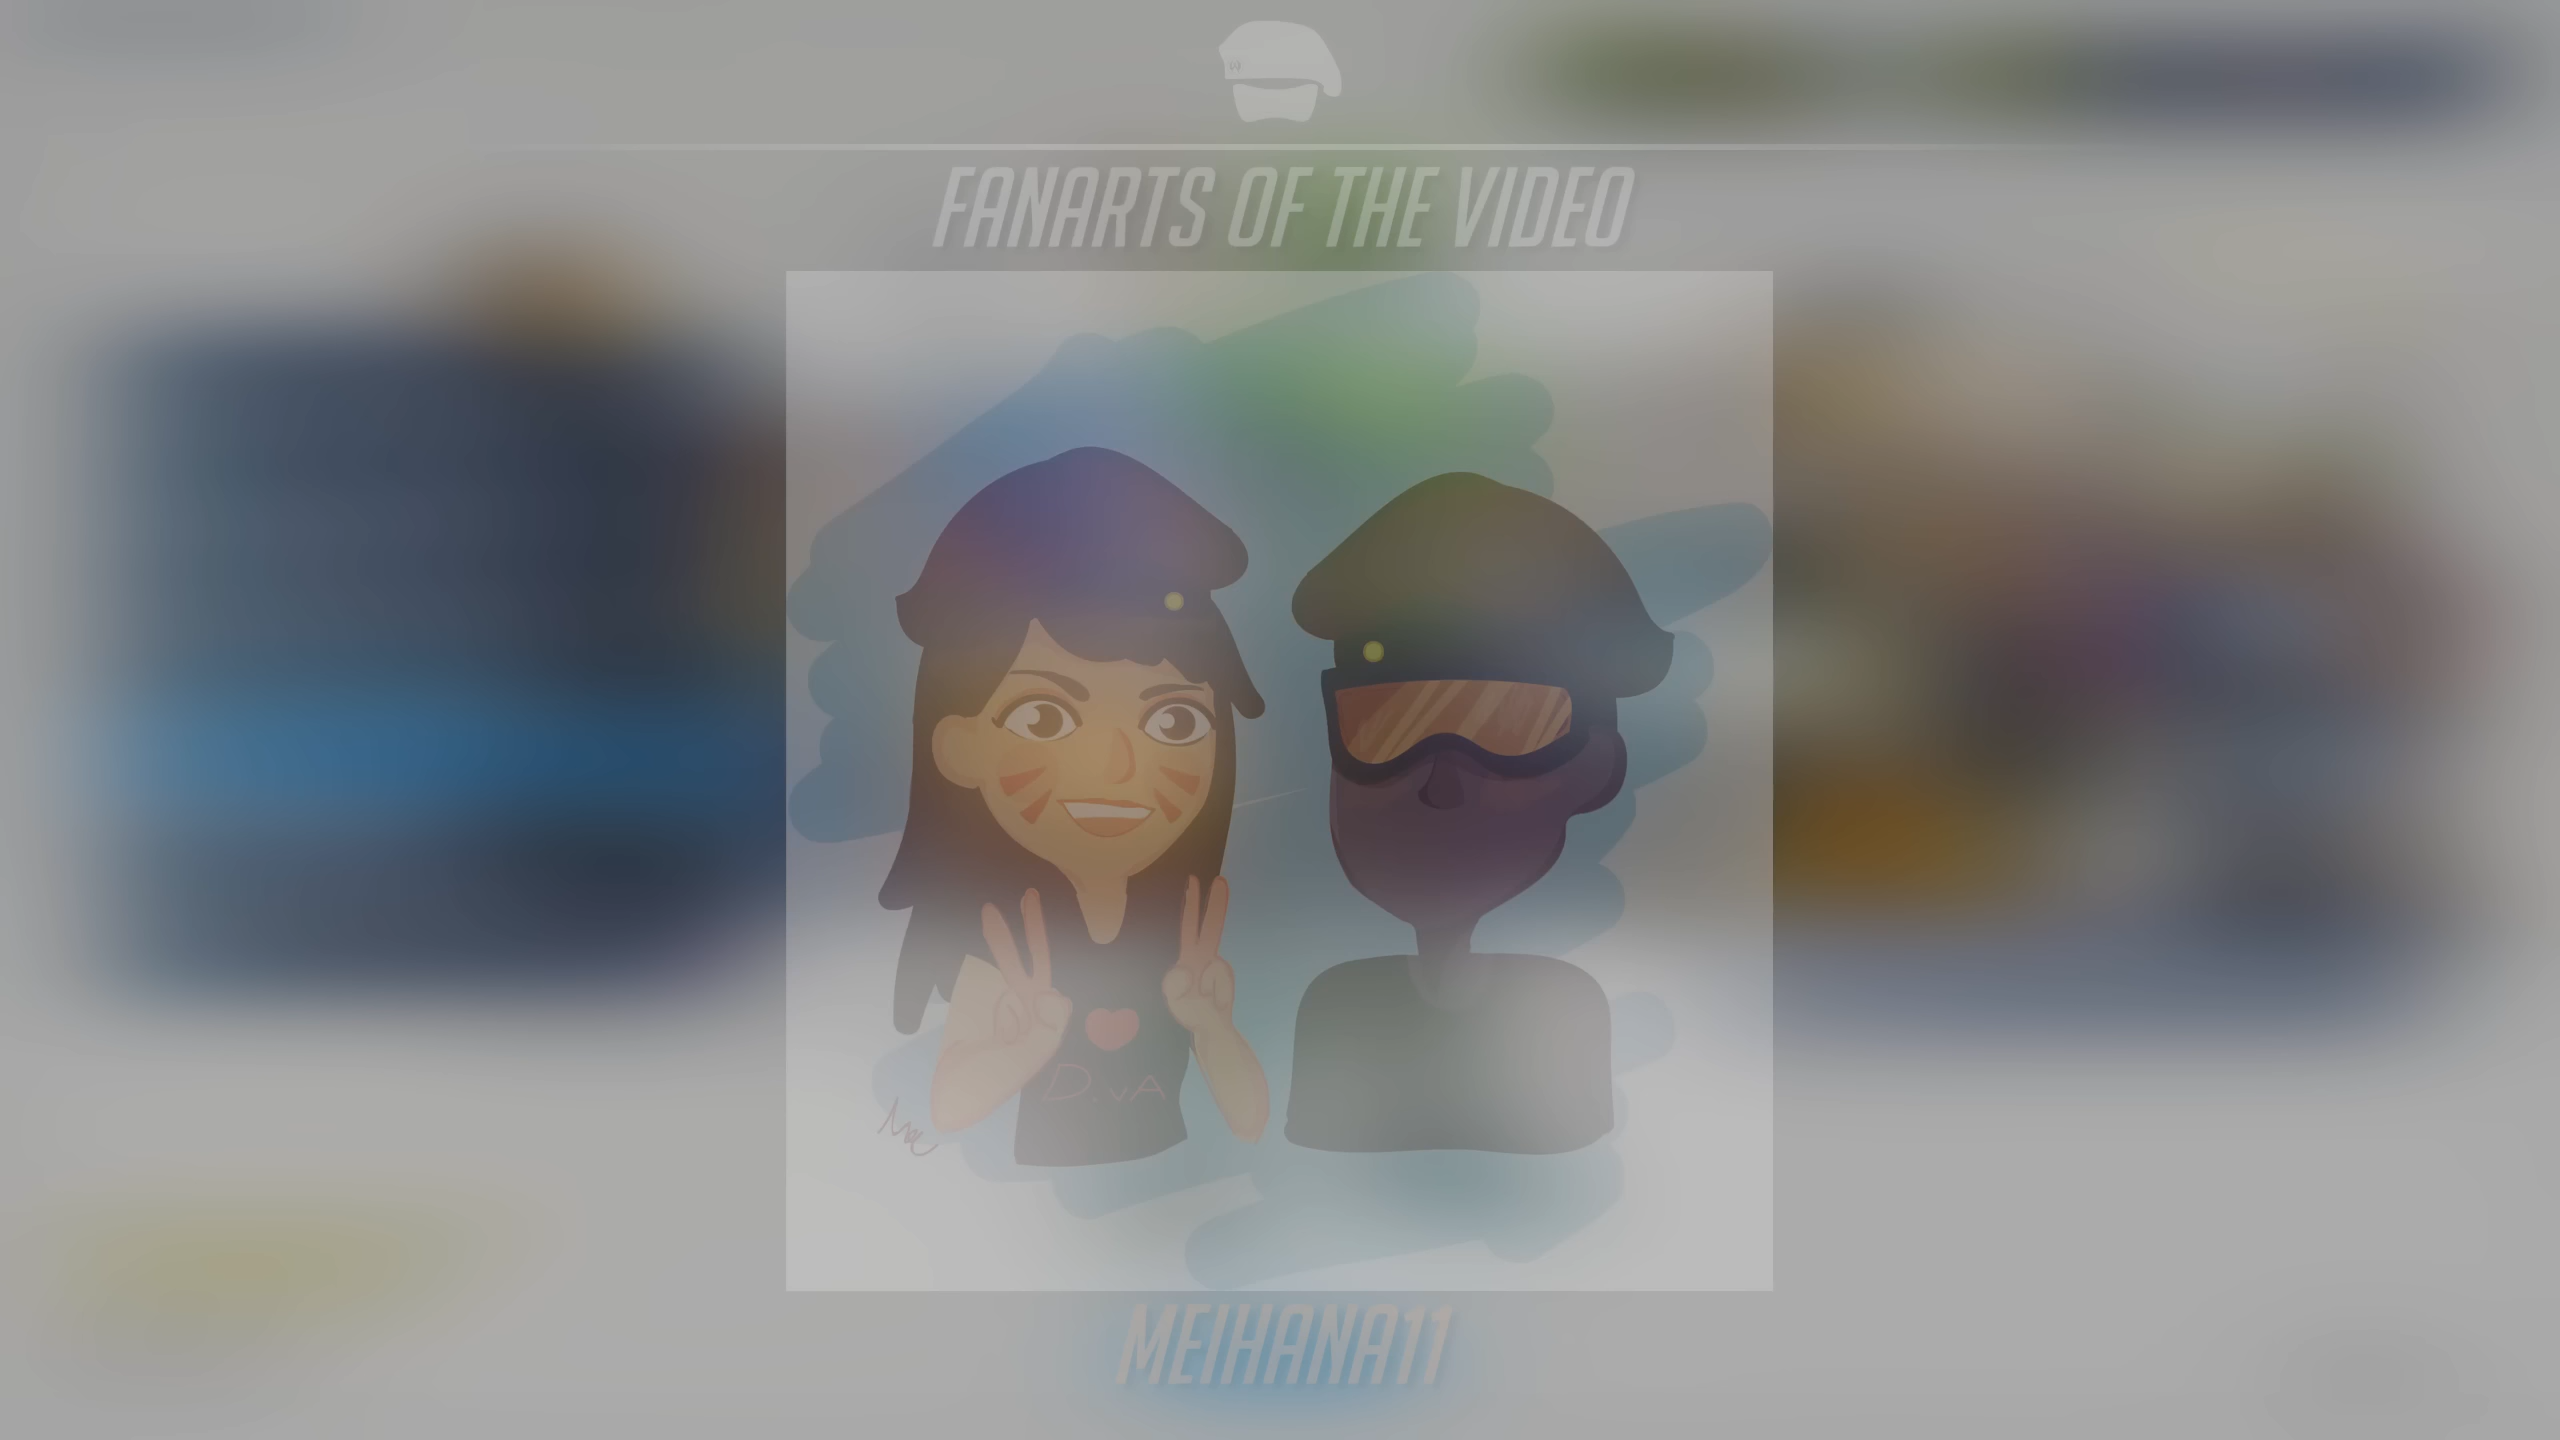 W
FANARTS OF THE VIDEO
D.VA
MEIHANA11